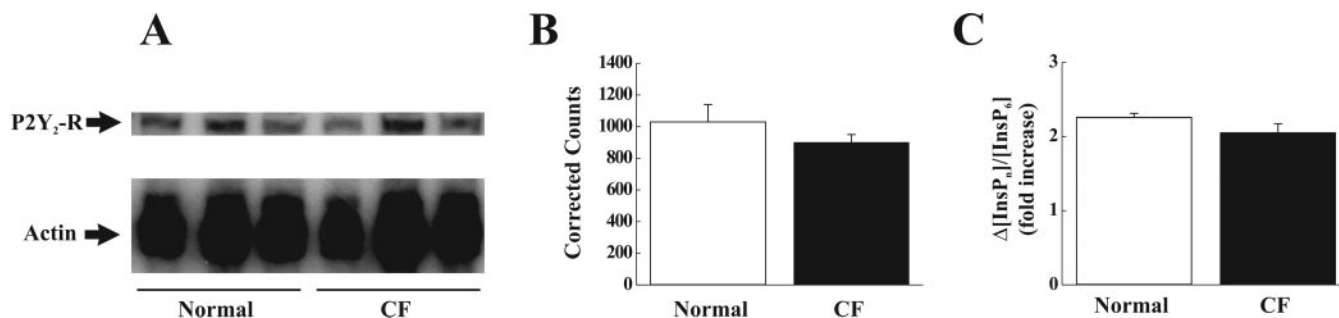 A
P2Y₂-R
Actin
Normal CF
B
Corrected Counts
1400
1200
1000
800
600
400
200
0
Normal
CF
C
Δ[InsPₙ]/[InsP₆]
(fold increase)
3
2
1
0
Normal
CF